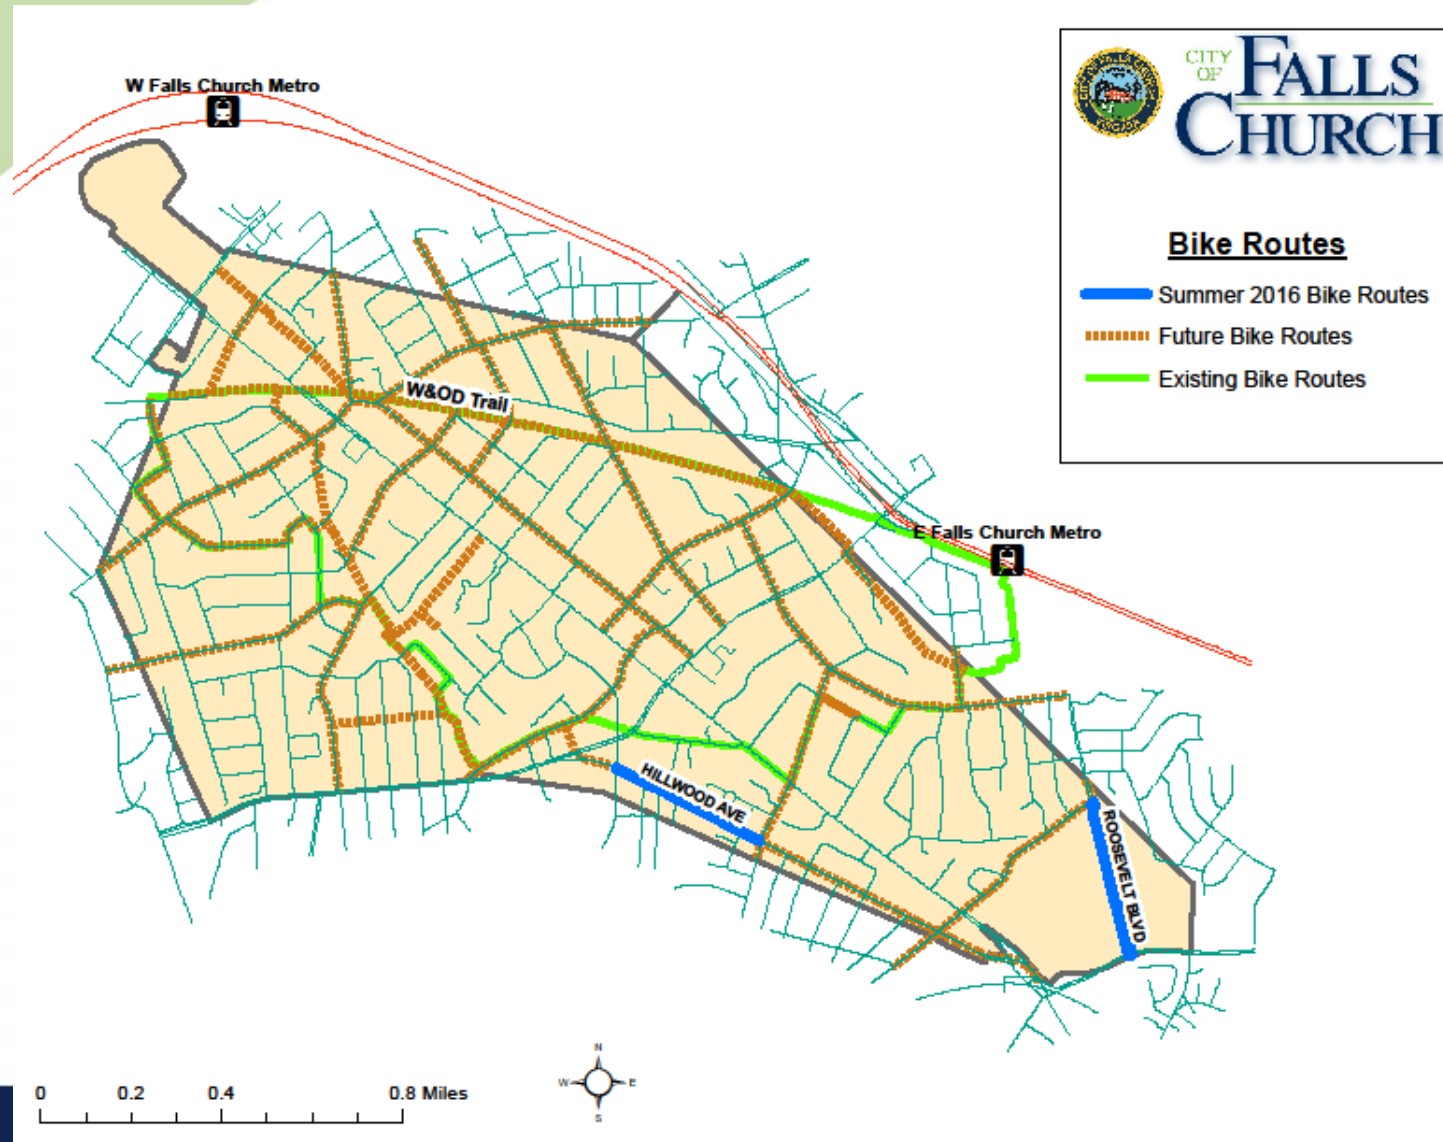 W Falls Church Metro
CITY
OF
FALLS
CHURCH
Bike Routes
Summer 2016 Bike Routes
Future Bike Routes
Existing Bike Routes
W&OD Trail
E Falls Church Metro
HILLWOOD AVE
ROOSEVELT BLVD
N
W E
S
0 0.2 0.4 0.8 Miles